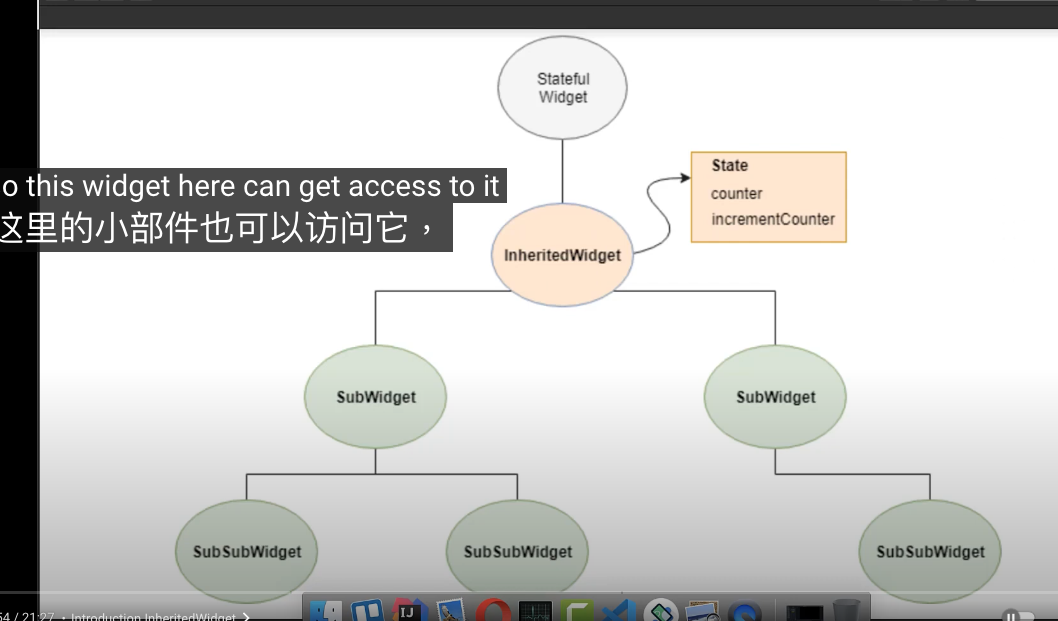 Stateful
Widget
State
counter
incrementCounter
o this widget here can get access to it
这里的小部件也可以访问它，
InheritedWidget
SubWidget
SubWidget
SubSubWidget
SubSubWidget
SubSubWidget
54 / 21:27 • Introduction InheritedWidget
IJ